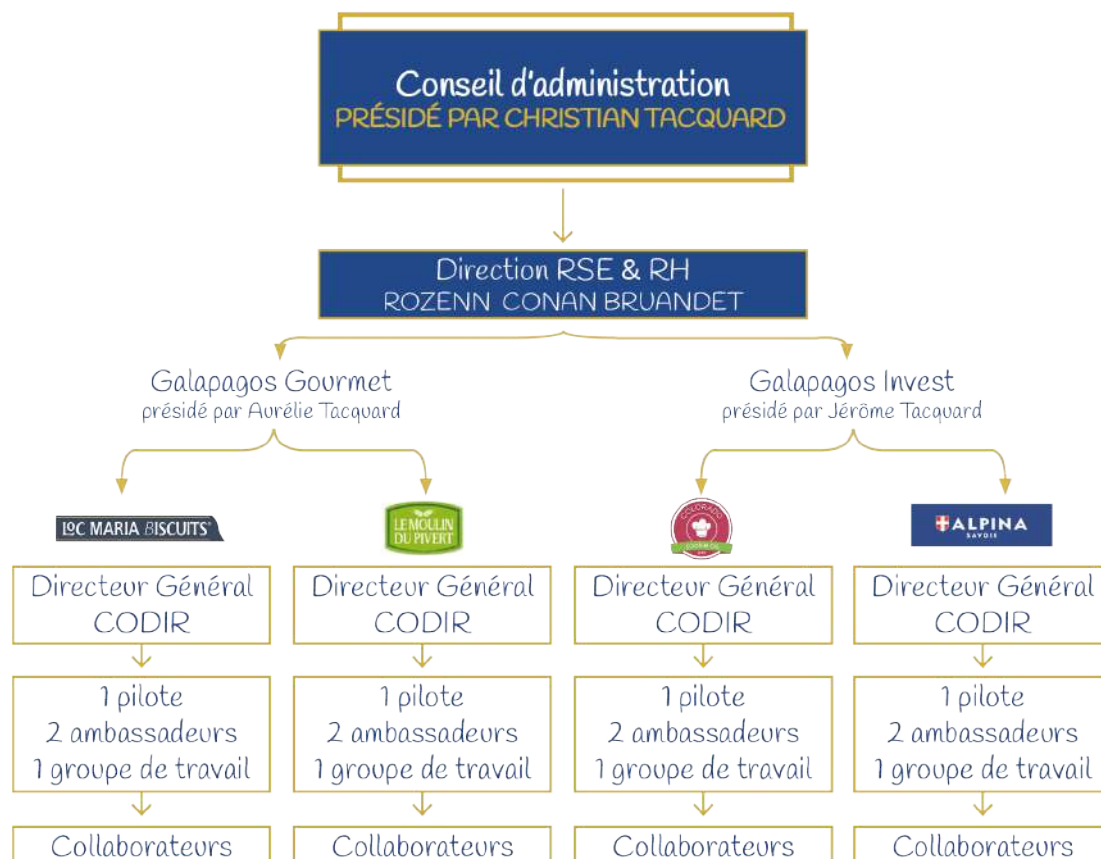 Conseil d'administration
PRÉSIDÉ PAR CHRISTIAN TACQUARD
Direction RSE & RH
ROZENN CONAN BRUANDET
Galapagos Gourmet
présidé par Aurélie Tacquard
Galapagos Invest
présidé par Jérôme Tacquard
LOC MARIA BISCUITS
LE MOULIN
DU PIVERT
COLORADO
ALPINA
SAVOIE
Directeur Général
CODIR
Directeur Général
CODIR
Directeur Général
CODIR
Directeur Général
CODIR
1 pilote
2 ambassadeurs
1 groupe de travail
1 pilote
2 ambassadeurs
1 groupe de travail
1 pilote
2 ambassadeurs
1 groupe de travail
1 pilote
2 ambassadeurs
1 groupe de travail
Collaborateurs
Collaborateurs
Collaborateurs
Collaborateurs